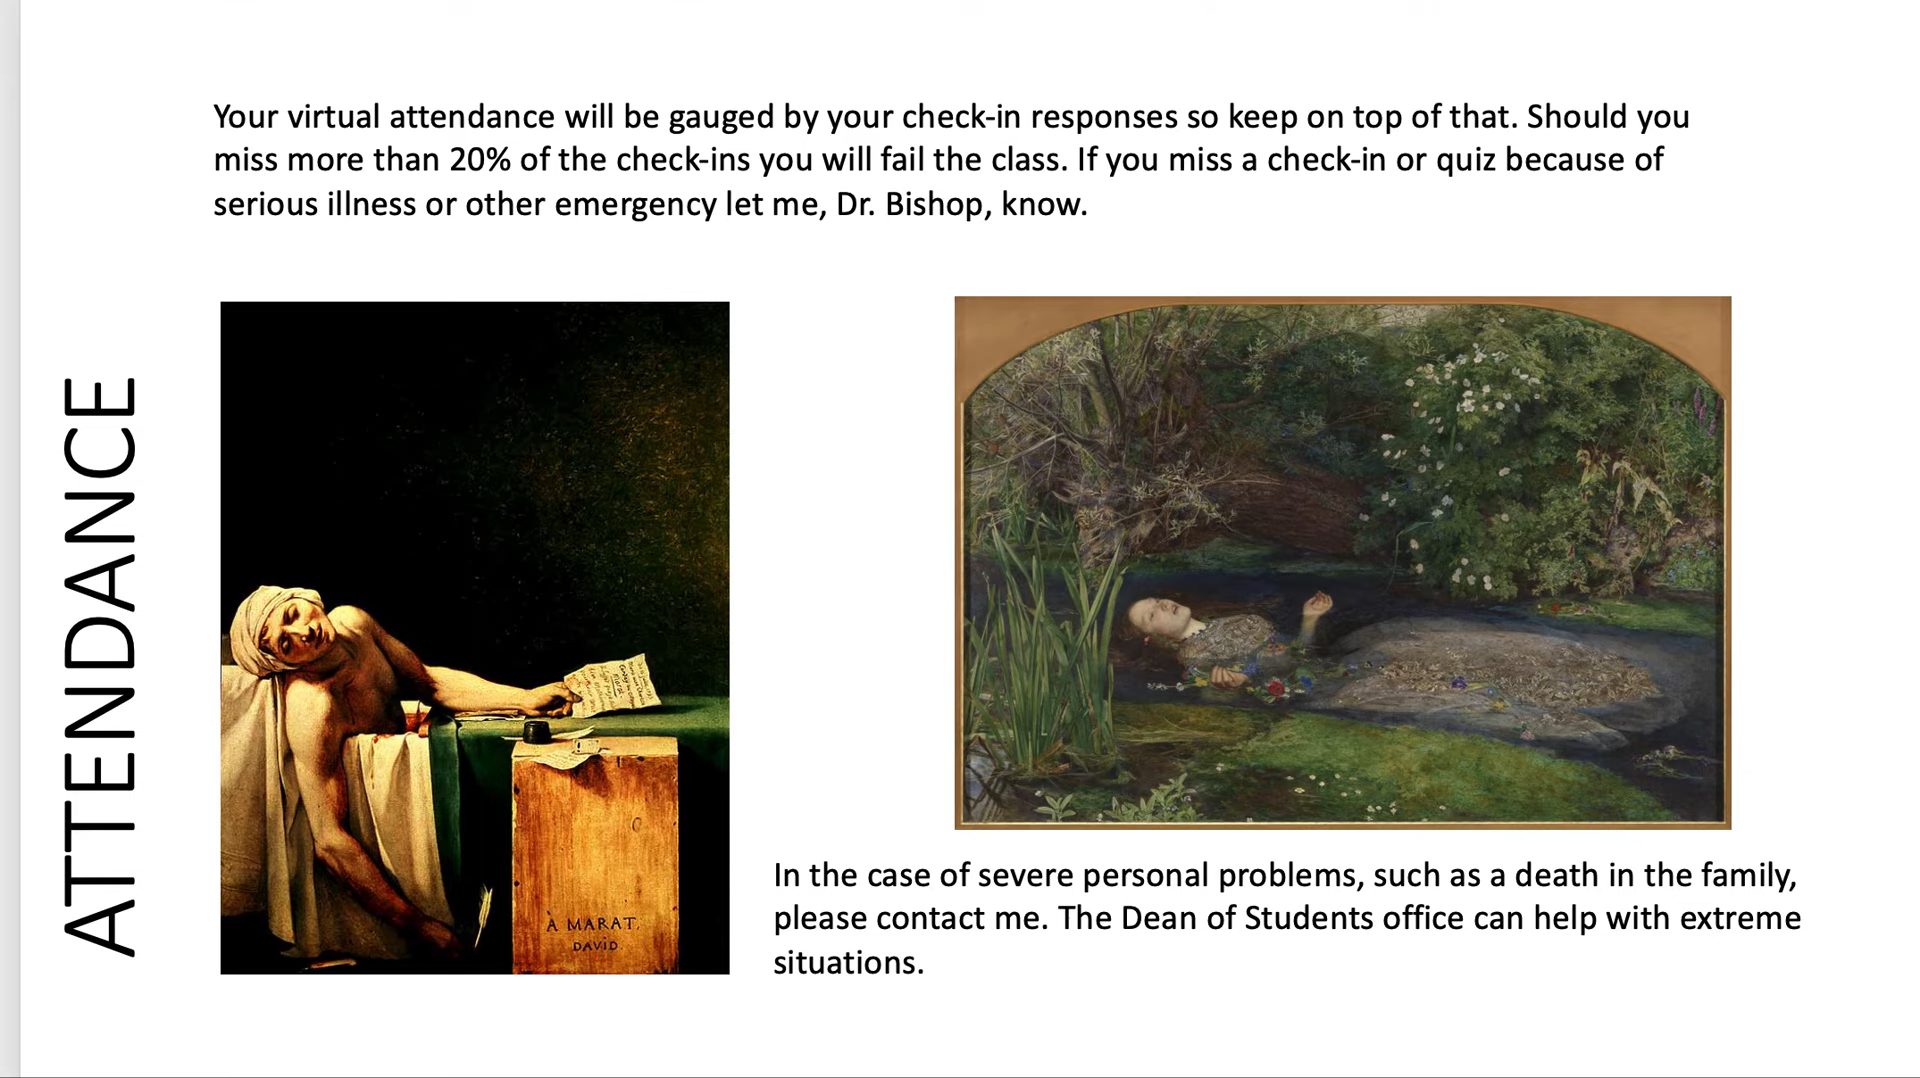 Your virtual attendance will be gauged by your check-in responses so keep on top of that. Should you
miss more than 20% of the check-ins you will fail the class. If you miss a check-in or quiz because of
serious illness or other emergency let me, Dr. Bishop, know.
ATTENDANCE
À MARAT,
DAVID
In the case of severe personal problems, such as a death in the family,
please contact me. The Dean of Students office can help with extreme
situations.